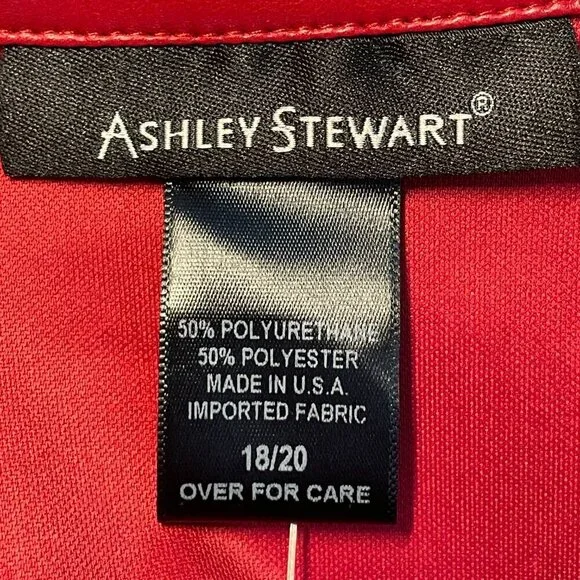 ASHLEY STEWART®
50% POLYURETHANE
50% POLYESTER
MADE IN U.S.A.
IMPORTED FABRIC
18/20
OVER FOR CARE